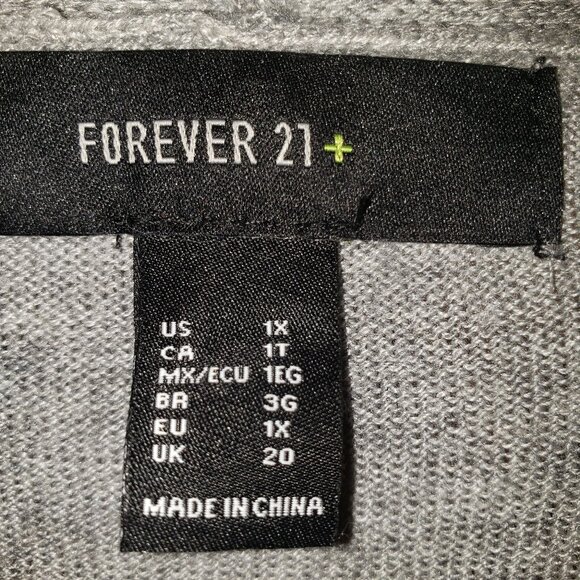 FOREVER 21 +
US 1X
CA 1T
MX/ECU 1EG
BR 3G
EU 1X
UK 20
MADE IN CHINA